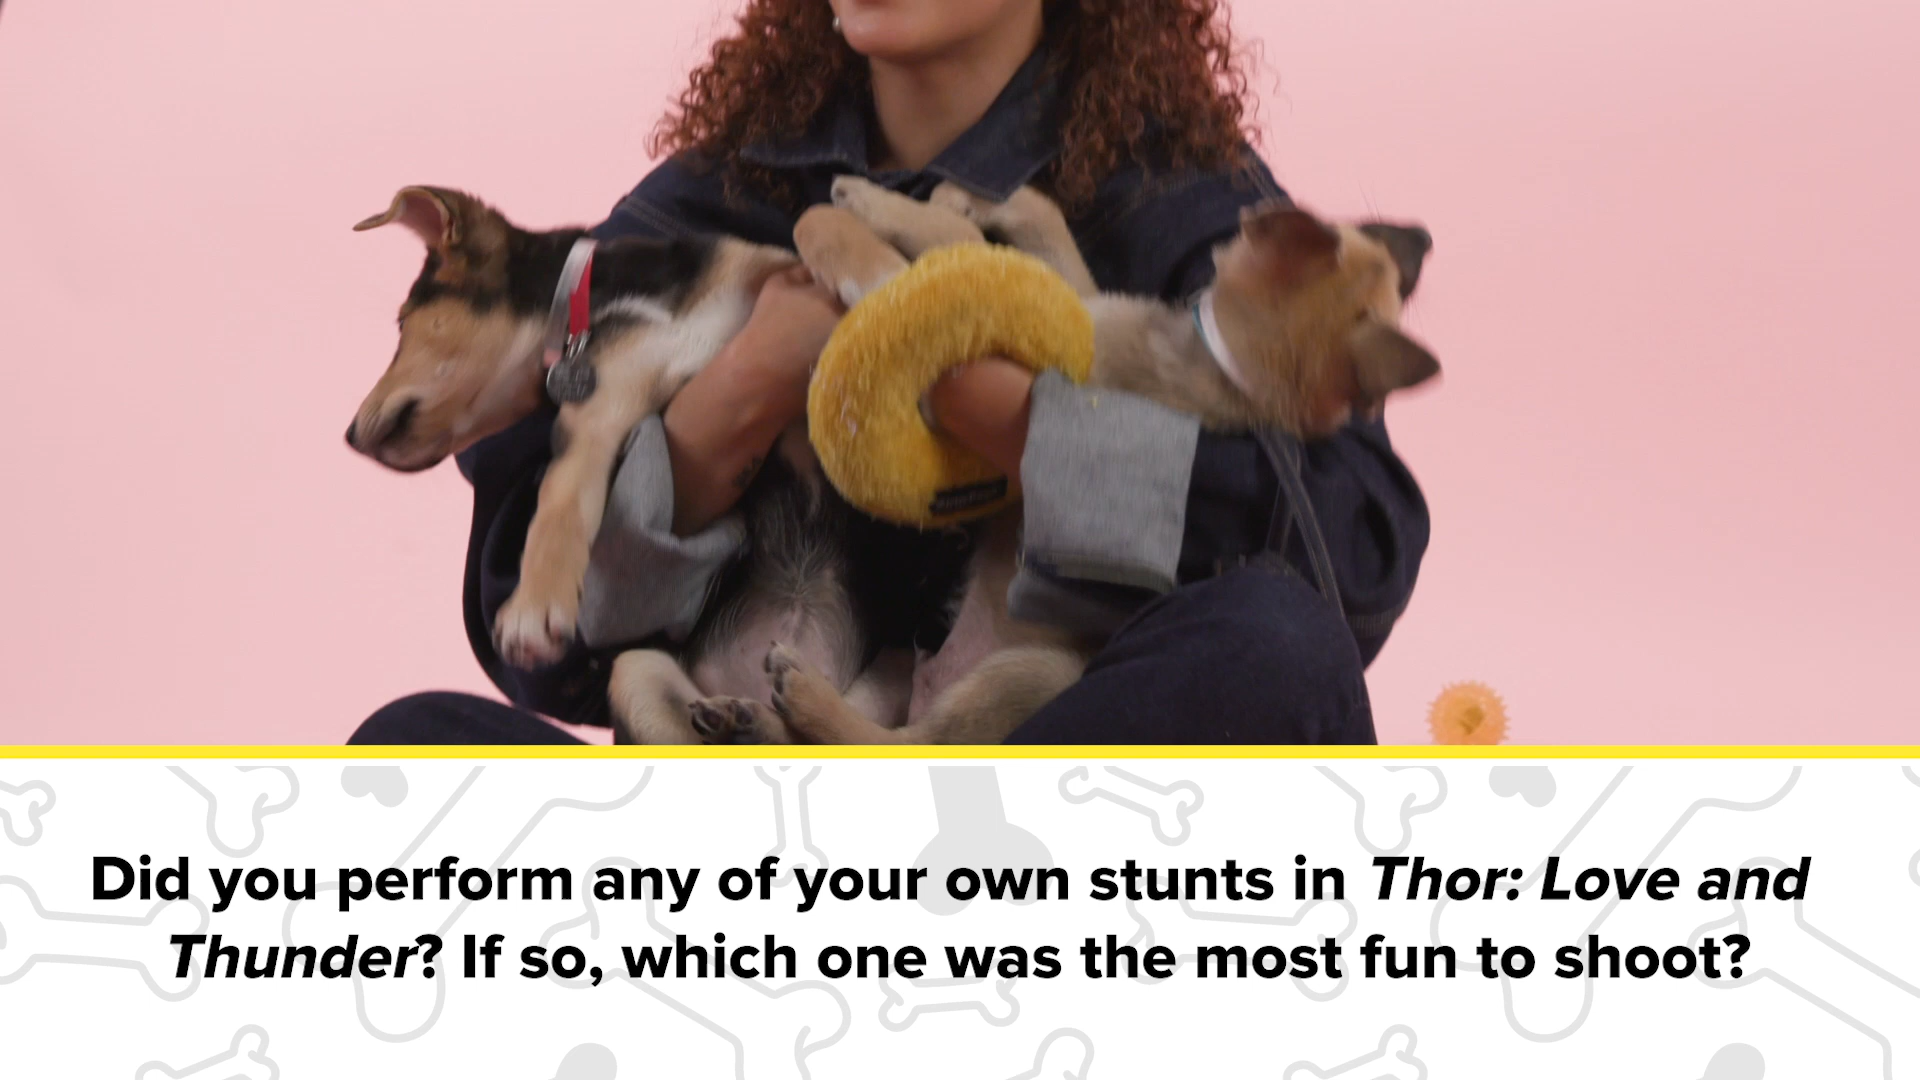 Did you perform any of your own stunts in Thor: Love and
Thunder? If so, which one was the most fun to shoot?